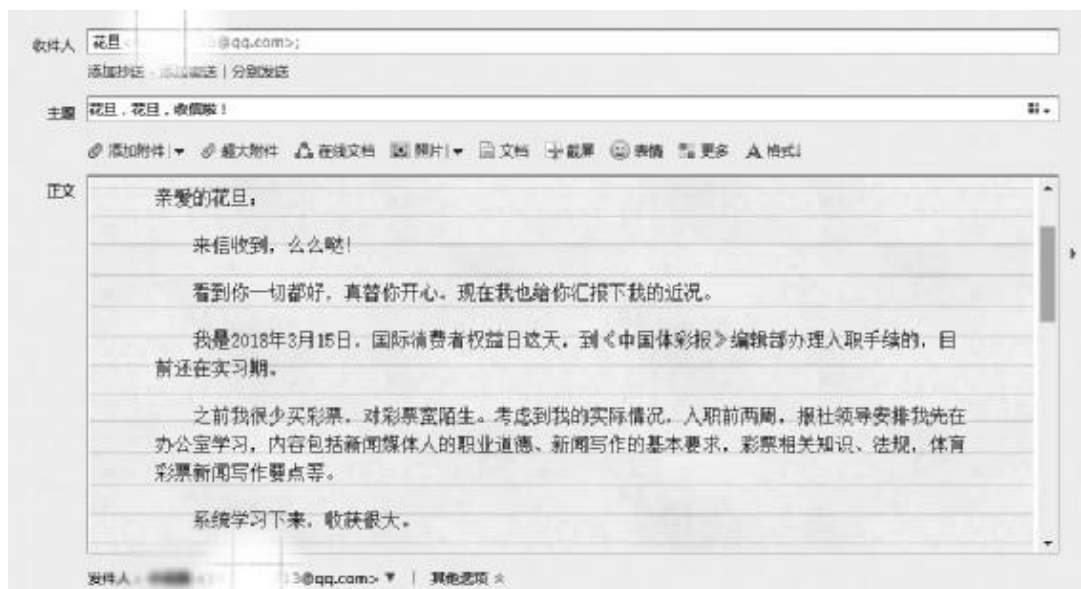 收件人 花旦 @qq.com>;
添加抄送 - 添加密送 | 分别发送
主题 花旦，花旦，收信啦！
添加附件 | 超大附件 在线文档 照片 | 文档 截屏 表情 更多 A 格式↓
正文
亲爱的花旦：
来信收到，么么哒！
看到你一切都好，真替你开心。现在我也给你汇报下我的近况。
我是2018年3月15日，国际消费者权益日这天，到《中国体彩报》编辑部办理入职手续的，目
前还在实习期。
之前我很少买彩票，对彩票蛮陌生。考虑到我的实际情况，入职前两周，报社领导安排我先在
办公室学习，内容包括新闻媒体人的职业道德、新闻写作的基本要求，彩票相关知识、法规，体育
彩票新闻写作要点等。
系统学习下来，收获很大。
发件人： 13@qq.com> | 其他选项